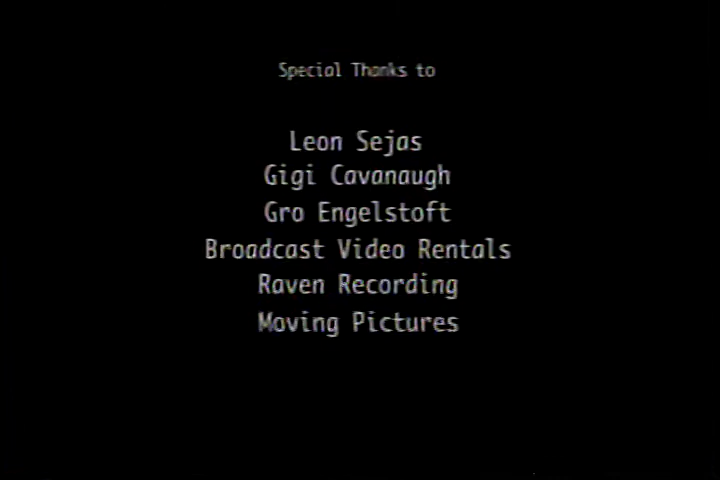 Special Thanks to
Leon Sejas
Gigi Cavanaugh
Gro Engelstoft
Broadcast Video Rentals
Raven Recording
Moving Pictures